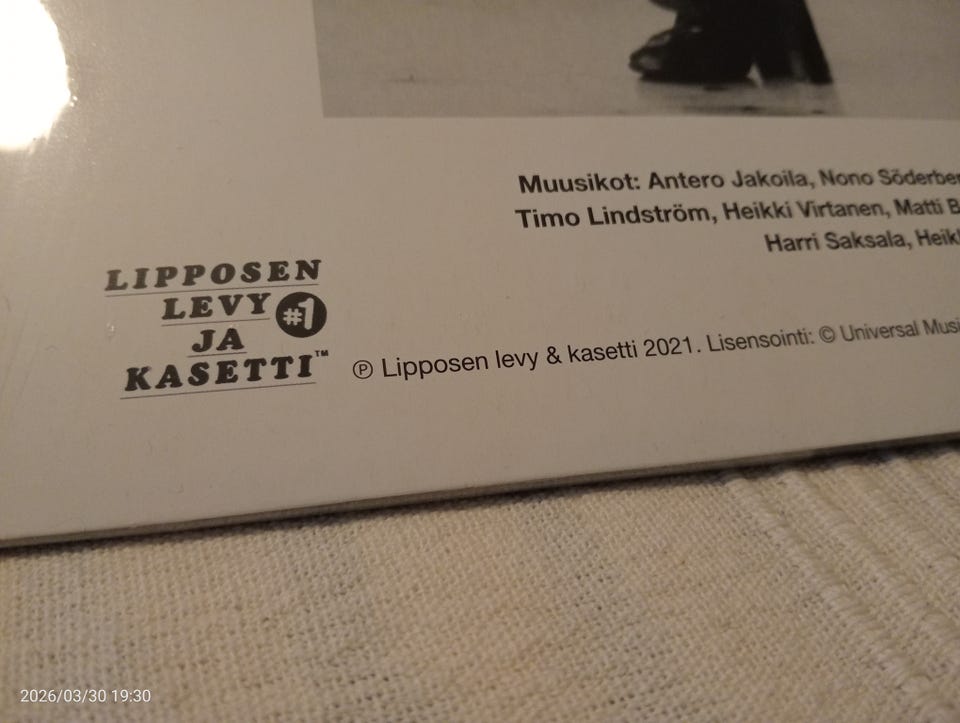 Muusikot: Antero Jakoila, Nono Söderber
Timo Lindström, Heikki Virtanen, Matti B
Harri Saksala, Heik
LIPPOSEN
LEVY #1
JA
KASETTI™
℗ Lipposen levy & kasetti 2021. Lisensointi: © Universal Musi
2026/03/30 19:30